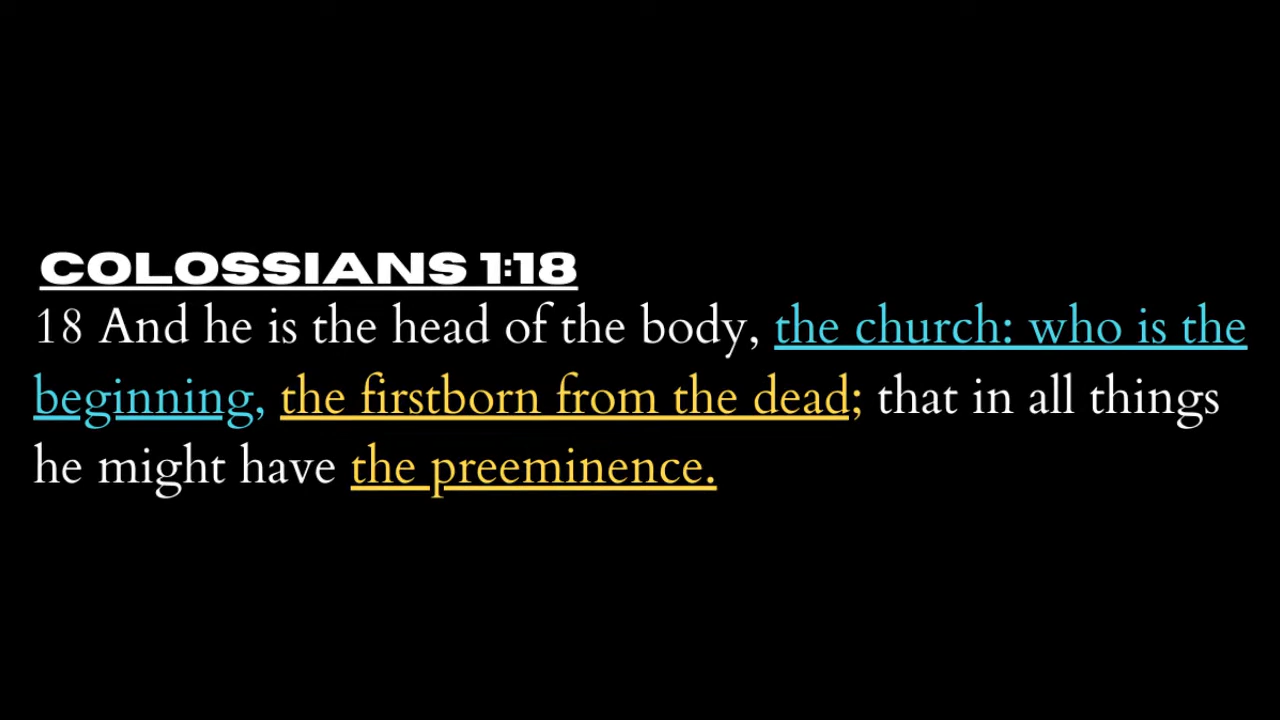 COLOSSIANS 1:18
18 And he is the head of the body, the church: who is the
beginning, the firstborn from the dead; that in all things
he might have the preeminence.